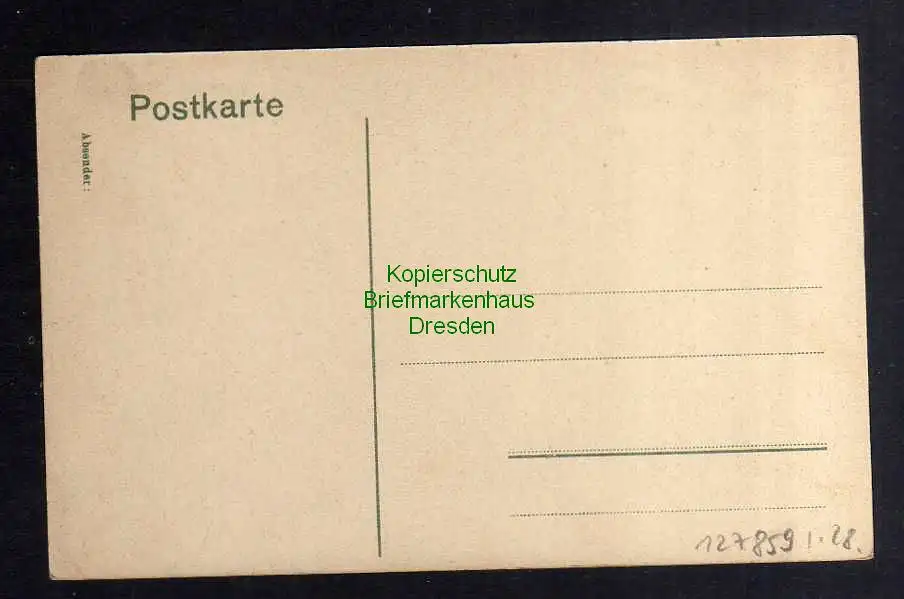 Postkarte
Absender:
Kopierschutz
Briefmarkenhaus
Dresden
127859 1.28.